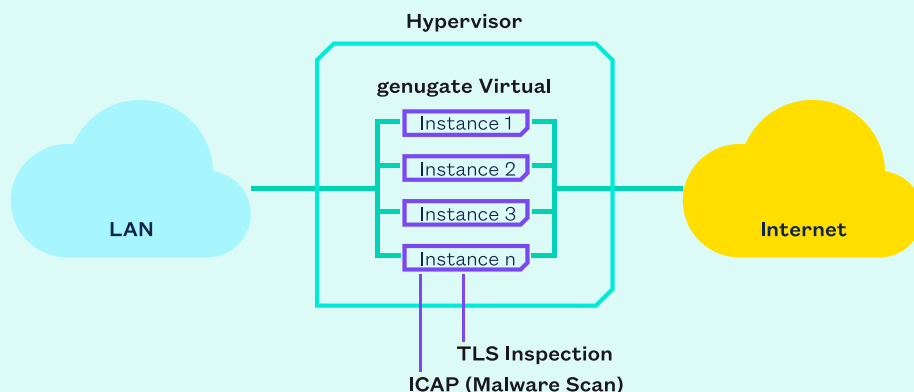 Hypervisor
genugate Virtual
Instance 1
Instance 2
Instance 3
Instance n
LAN
Internet
TLS Inspection
ICAP (Malware Scan)